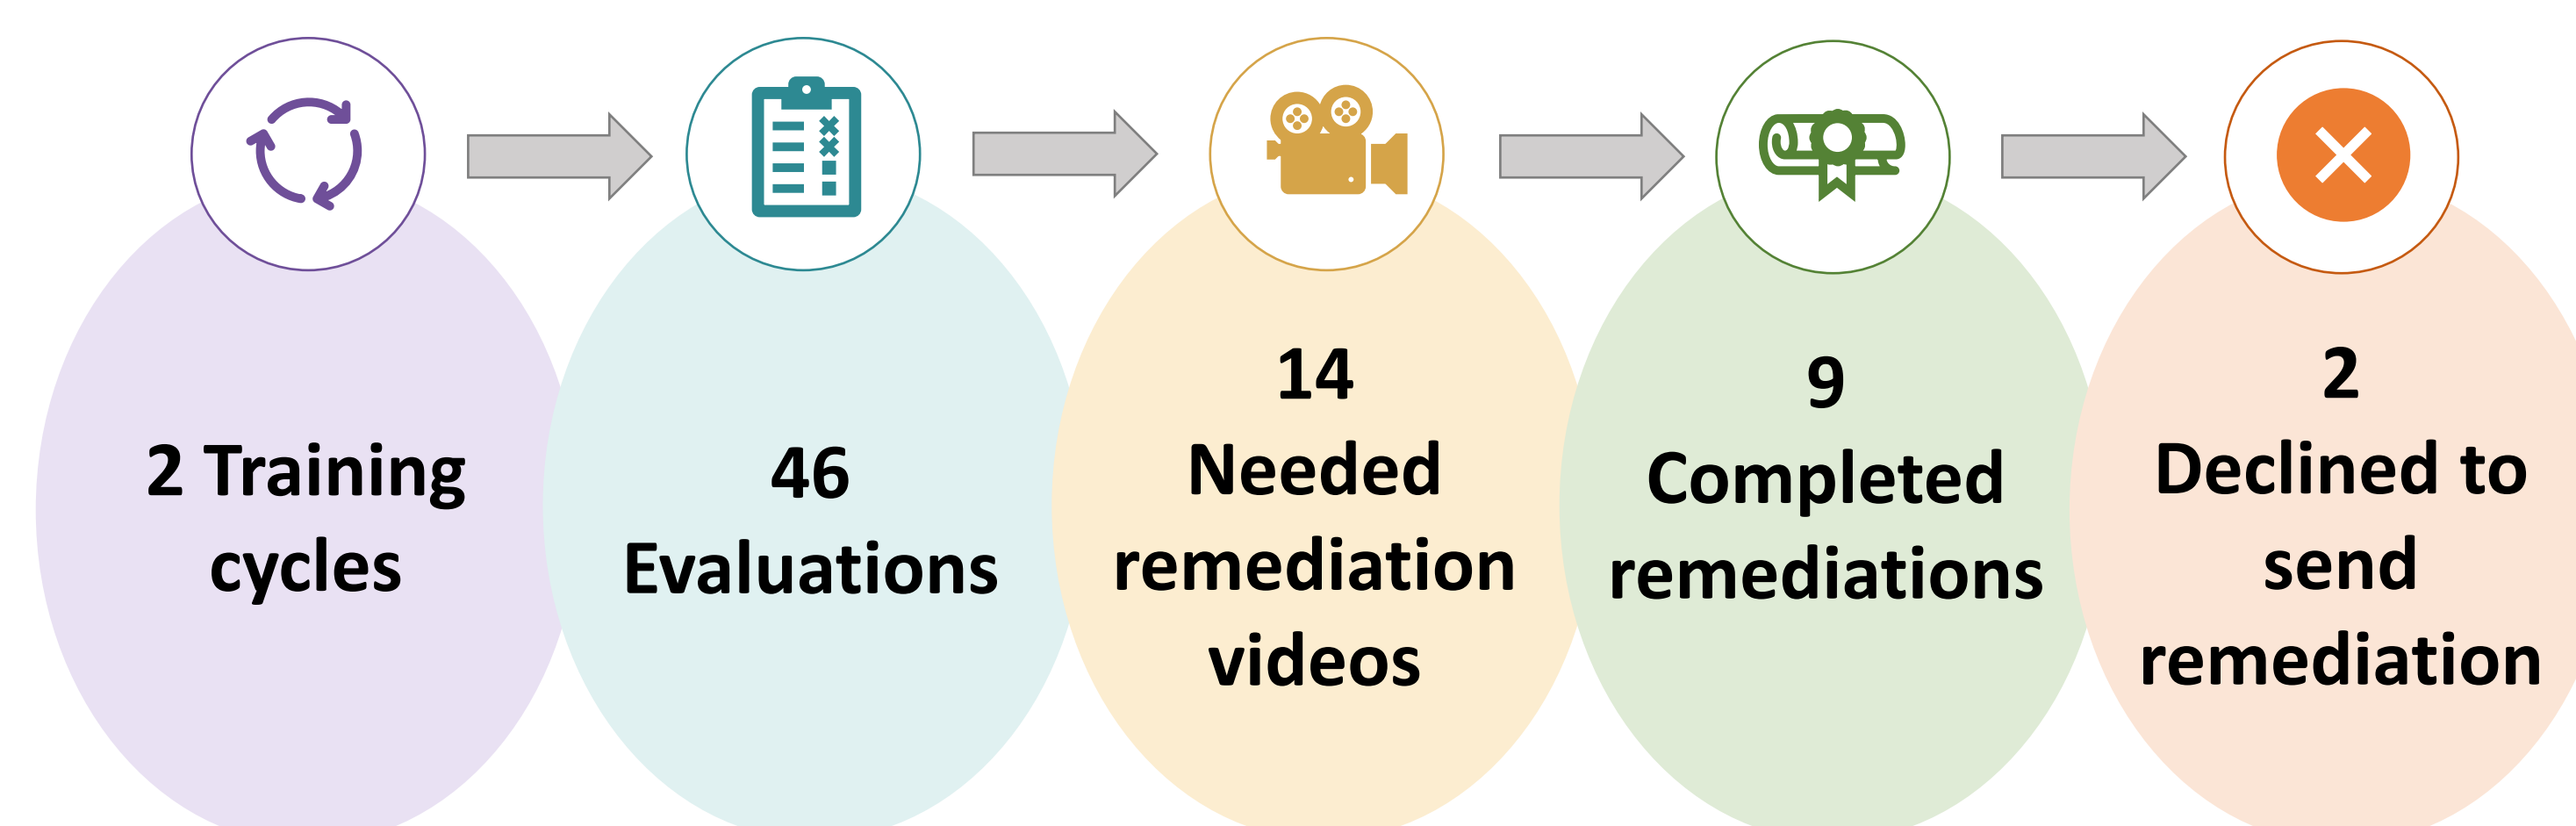 2 Training
cycles
46
Evaluations
14
Needed
remediation
videos
9
Completed
remediations
2
Declined to
send
remediation